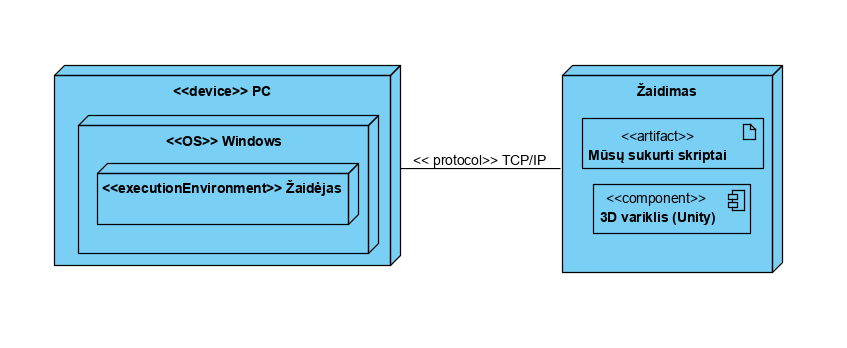 <<device>> PC
<<OS>> Windows
<<executionEnvironment>> Žaidėjas
<< protocol>> TCP/IP
Žaidimas
<<artifact>>
Mūsų sukurti skriptai
<<component>>
3D variklis (Unity)